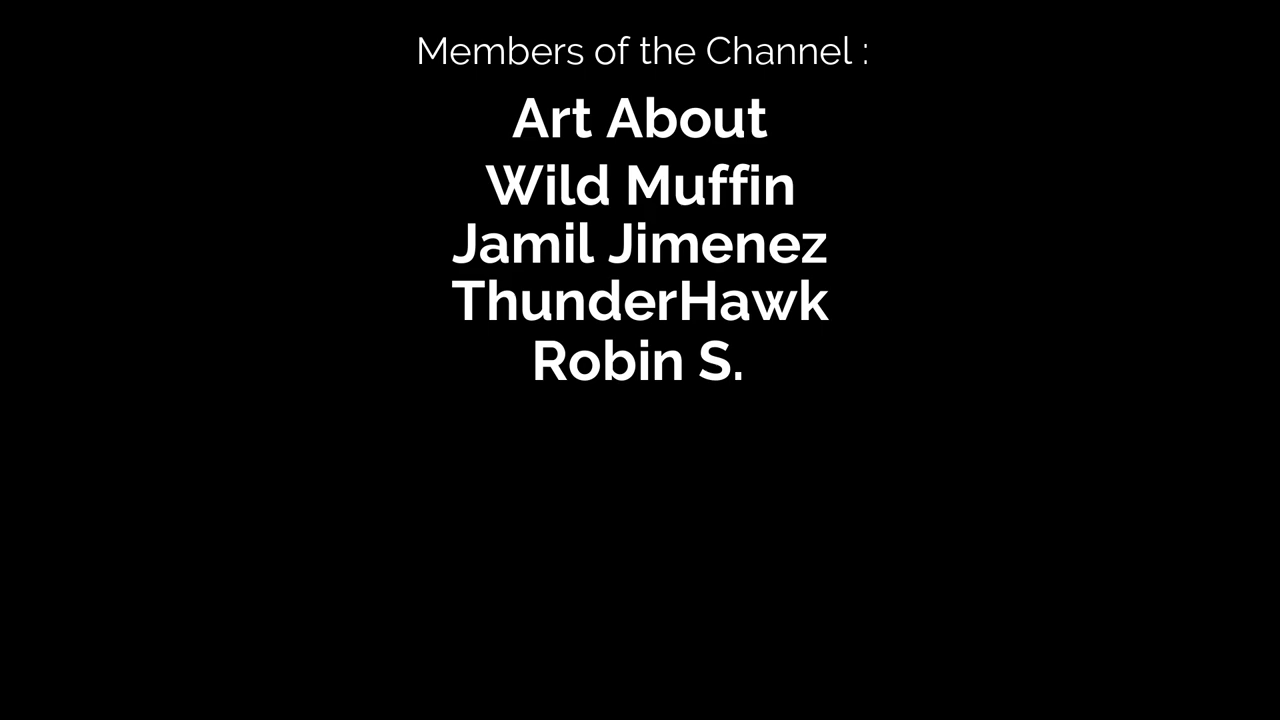 Members of the Channel :
Art About
Wild Muffin
Jamil Jimenez
ThunderHawk
Robin S.